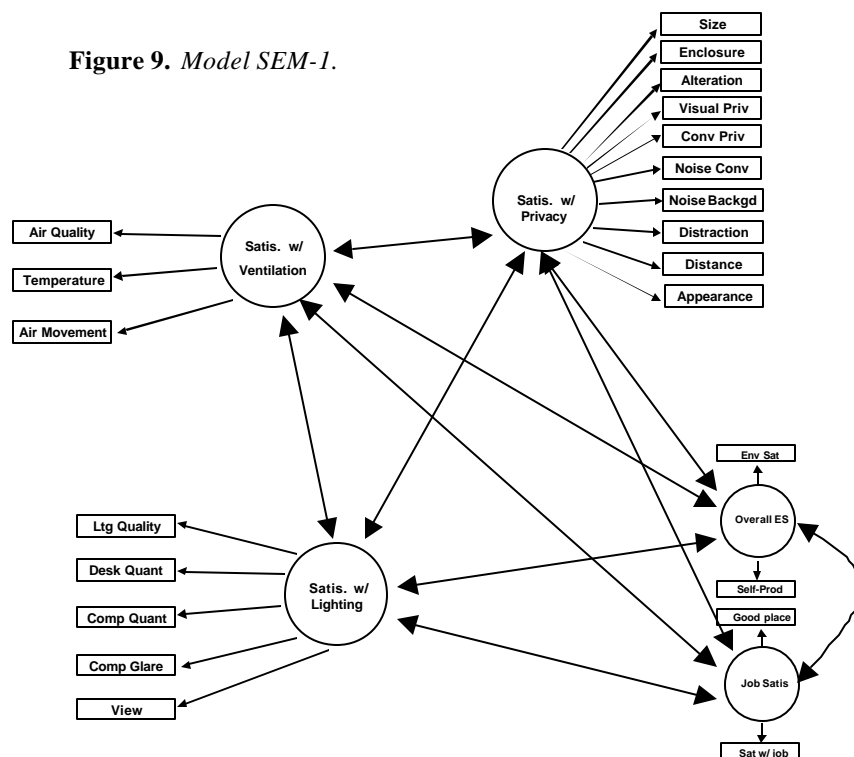 Figure 9. Model SEM-1.
Size
Enclosure
Alteration
Visual Priv
Conv Priv
Noise Conv
Noise Backgd
Distraction
Distance
Appearance
Satis. w/
Privacy
Satis. w/
Ventilation
Air Quality
Temperature
Air Movement
Ltg Quality
Desk Quant
Comp Quant
Comp Glare
View
Satis. w/
Lighting
Env Sat
Overall ES
Self-Prod
Good place
Job Satis
Sat w/ job